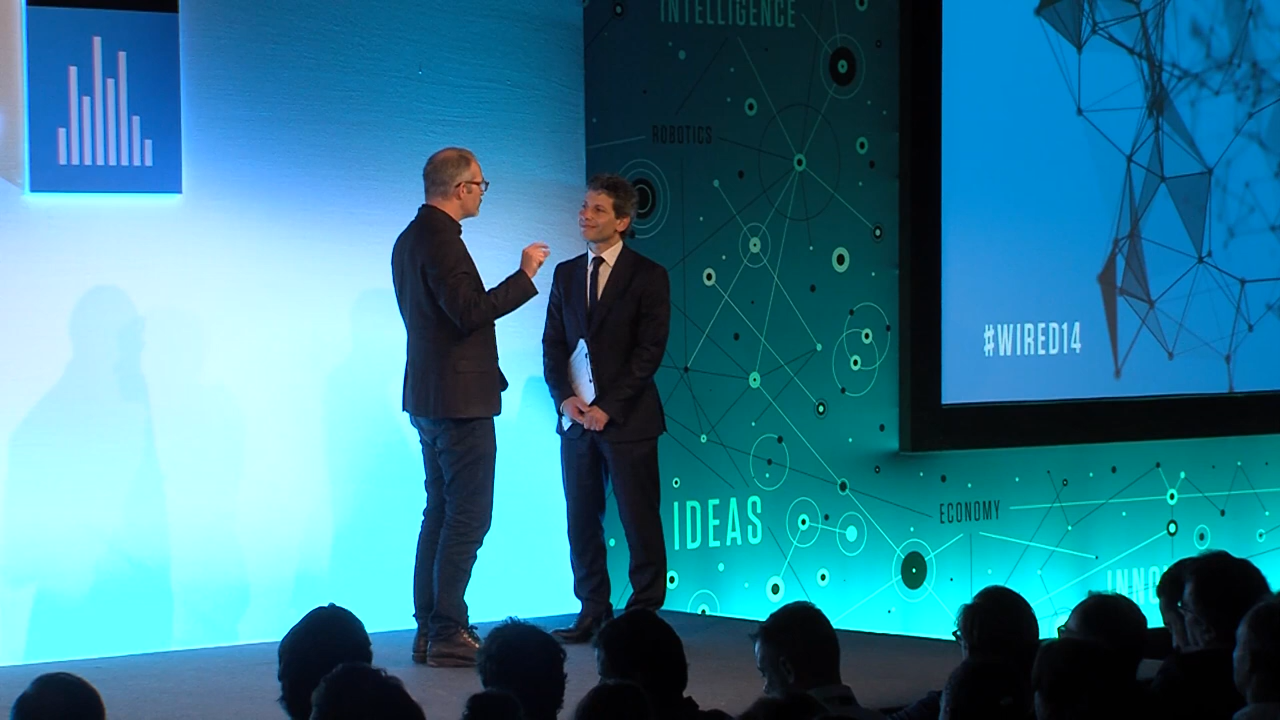 INTELLIGENCE
ROBOTICS
#WIRED14
IDEAS
ECONOMY